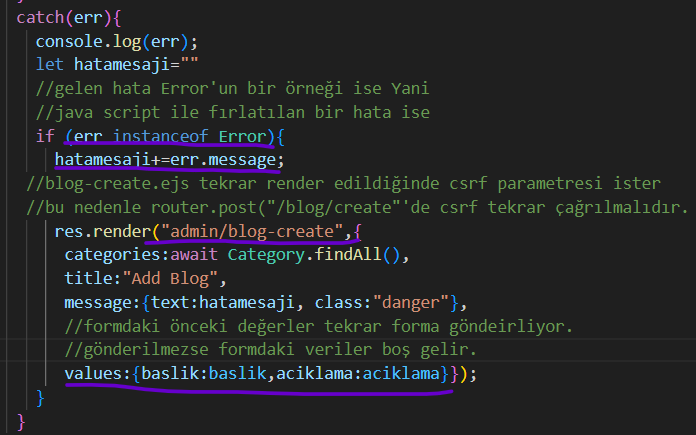 catch(err){
console.log(err);
let hatamesaji=""
//gelen hata Error'un bir örneği ise Yani
//java script ile fırlatılan bir hata ise
if (err instanceof Error){
hatamesaji+=err.message;
//blog-create.ejs tekrar render edildiğinde csrf parametresi ister
//bu nedenle router.post("/blog/create"'de csrf tekrar çağrılmalıdır.
res.render("admin/blog-create",{
categories:await Category.findAll(),
title:"Add Blog",
message:{text:hatamesaji, class:"danger"},
//formdaki önceki değerler tekrar forma göndeirliyor.
//gönderilmezse formdaki veriler boş gelir.
values:{baslik:baslik,aciklama:aciklama}});
}
}